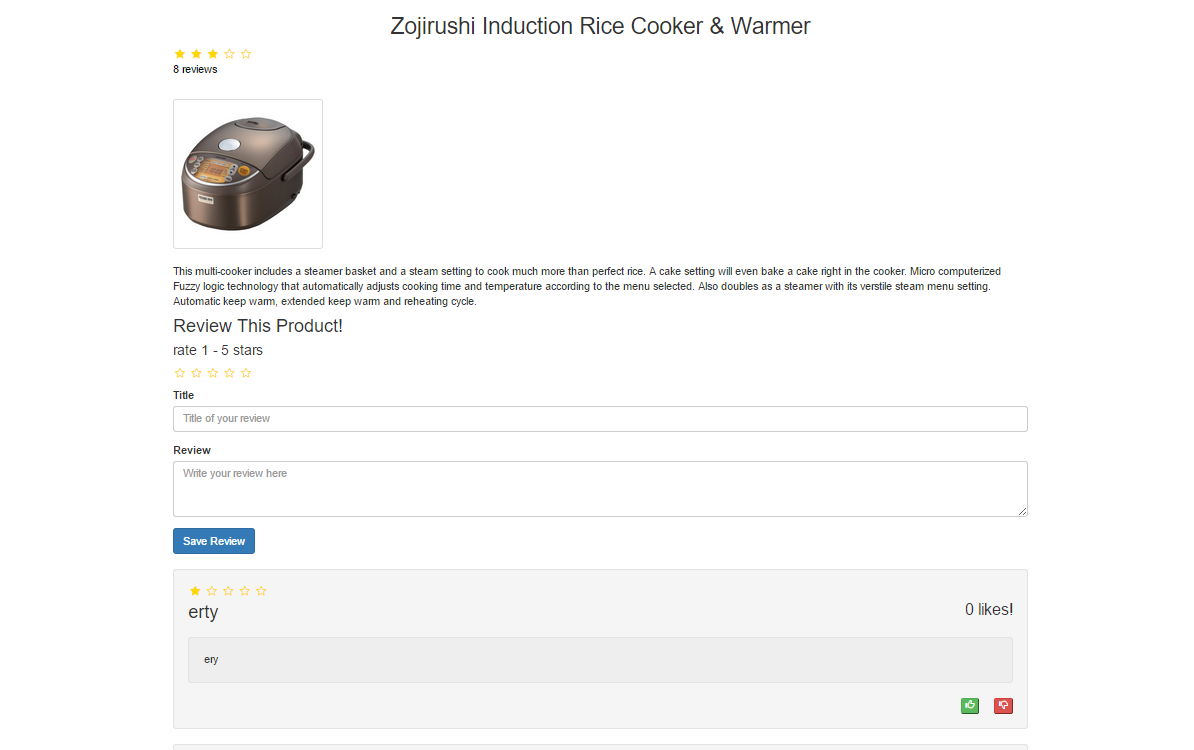 Zojirushi Induction Rice Cooker & Warmer
8 reviews
This multi-cooker includes a steamer basket and a steam setting to cook much more than perfect rice. A cake setting will even bake a cake right in the cooker. Micro computerized
Fuzzy logic technology that automatically adjusts cooking time and temperature according to the menu selected. Also doubles as a steamer with its verstile steam menu setting.
Automatic keep warm, extended keep warm and reheating cycle.
Review This Product!
rate 1 - 5 stars
Title
Title of your review
Review
Write your review here
Save Review
erty
0 likes!
ery